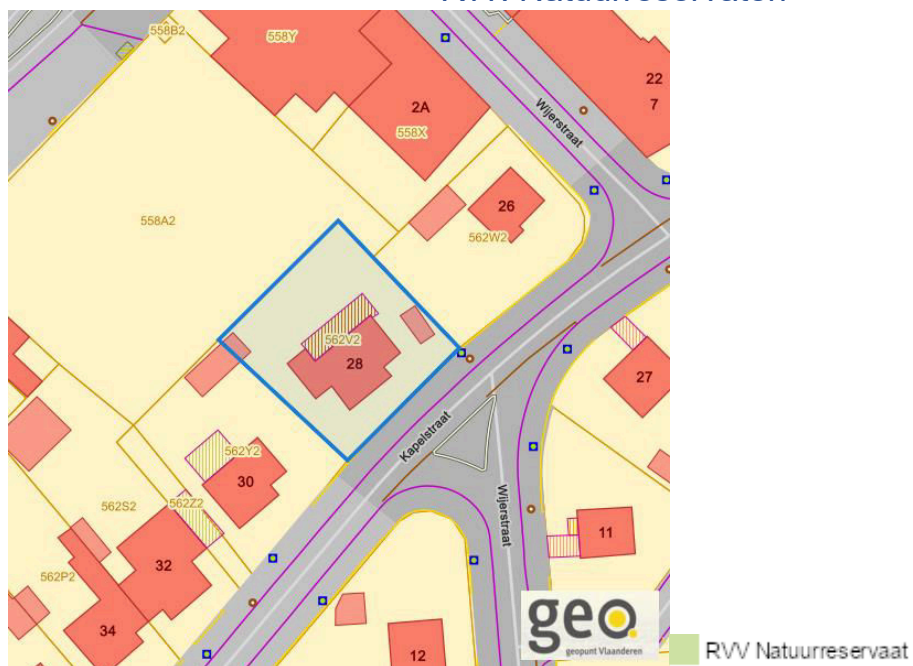 558B2
558Y
22
7
2A
558X
Wijerstraat
26
562W2
558A2
562V2
28
27
Kapelstraat
562Y2
30
562S2
562Z2
Wijerstraat
11
32
562P2
34
12
geo.
geopunt Vlaanderen
RVV Natuurreservaat